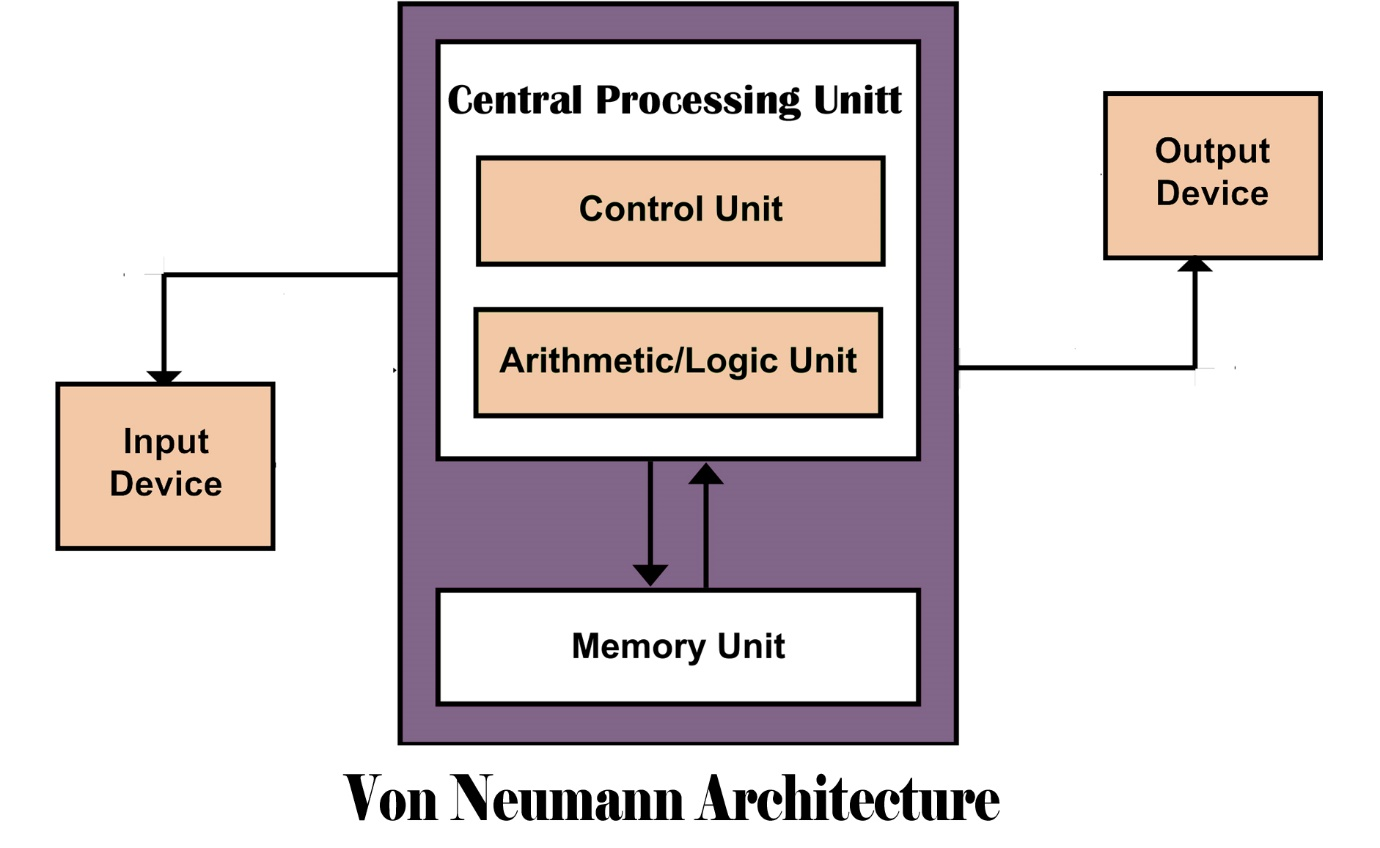 Central Processing Unitt
Control Unit
Arithmetic/Logic Unit
Output
Device
Input
Device
Memory Unit
Von Neumann Architecture